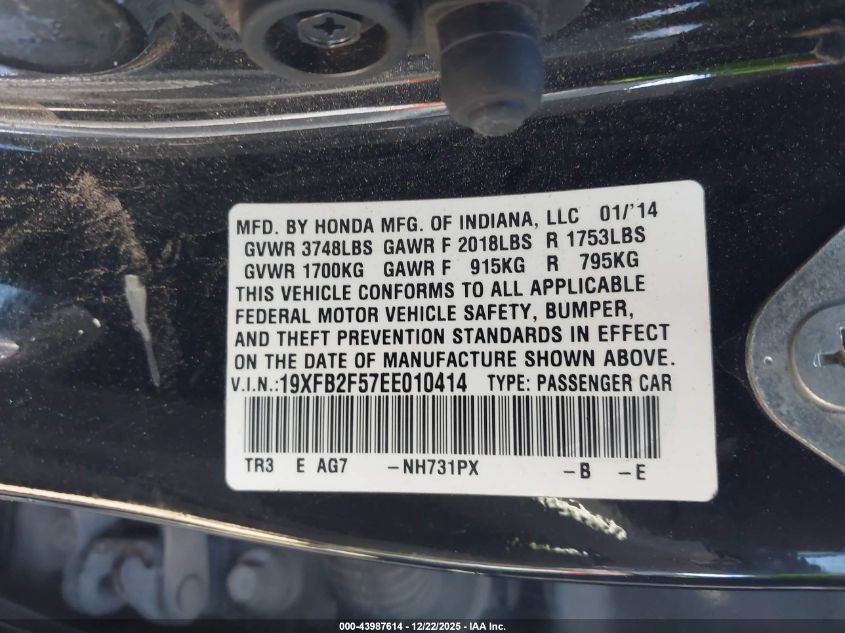 MFD. BY HONDA MFG. OF INDIANA, LLC 01/'14
GVWR 3748LBS GAWR F 2018LBS R 1753LBS
GVWR 1700KG GAWR F 915KG R 795KG
THIS VEHICLE CONFORMS TO ALL APPLICABLE
FEDERAL MOTOR VEHICLE SAFETY, BUMPER,
AND THEFT PREVENTION STANDARDS IN EFFECT
ON THE DATE OF MANUFACTURE SHOWN ABOVE.
V.I.N.:19XFB2F57EE010414 TYPE: PASSENGER CAR
TR3 E AG7 -NH731PX -B -E
000-43987614 - 12/22/2025 - IAA Inc.